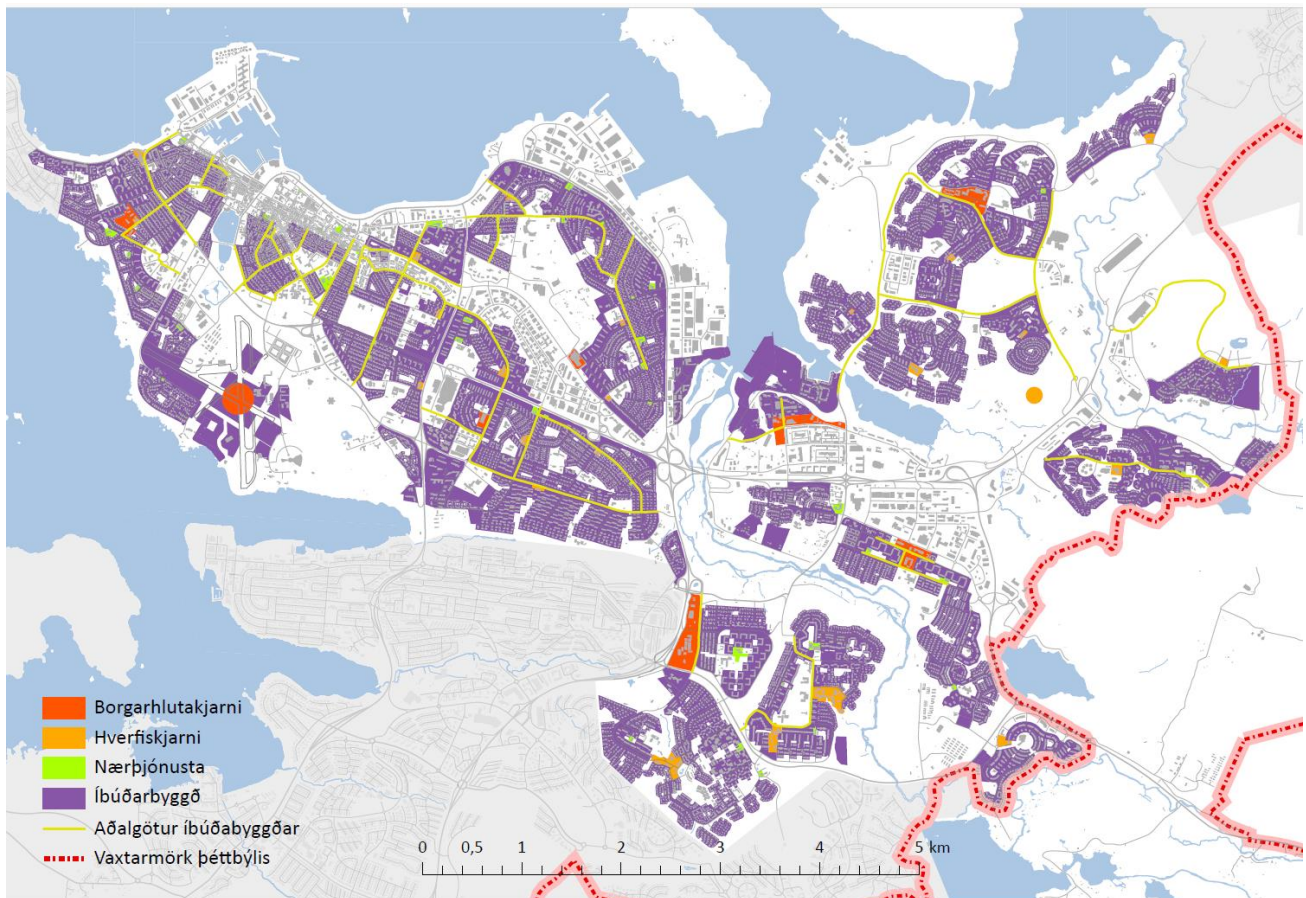 Borgarhlutakjarni
Hverfiskjarni
Nærþjónusta
Íbúðarbyggð
Aðalgötur íbúðabyggðar
Vaxtarmörk þéttbýlis
0 0,5 1 2 3 4 5 km